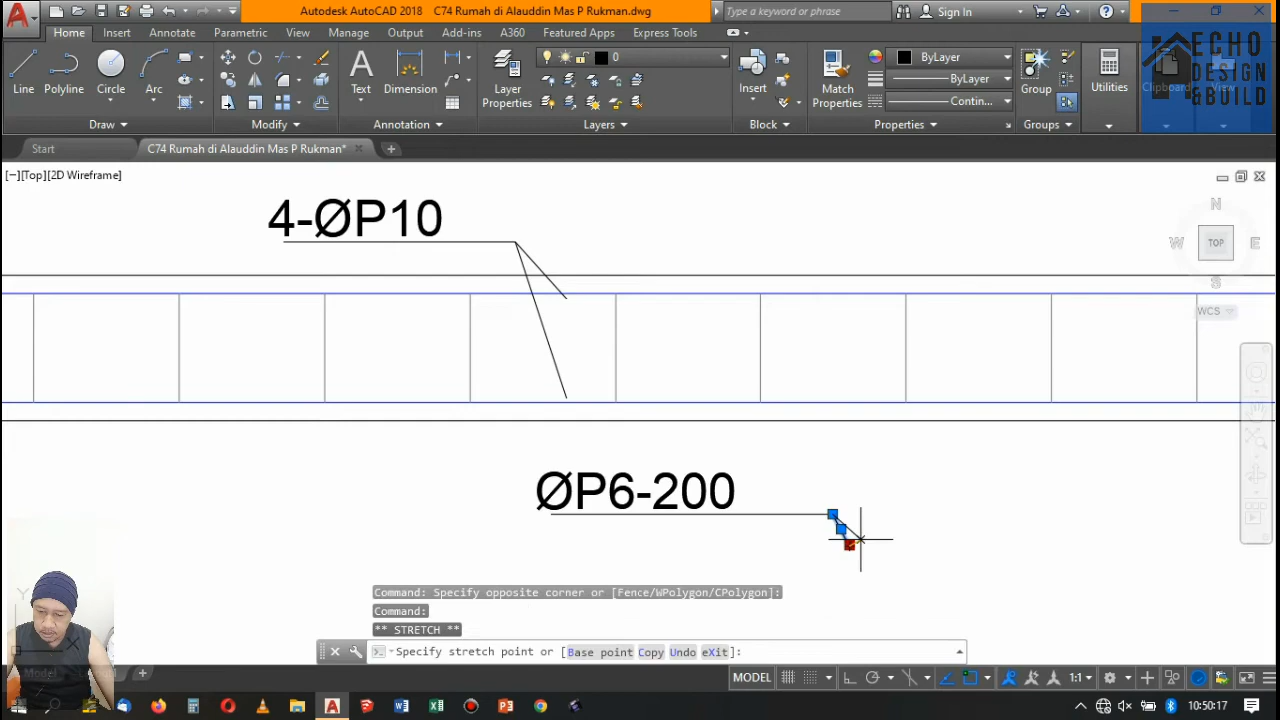 Autodesk AutoCAD 2018 C74 Rumah di Alauddin Mas P Rukman.dwg
Type a keyword or phrase
Sign In
Home Insert Annotate Parametric View Manage Output Add-ins A360 Featured Apps Express Tools
ECHO
DESIGN
&BUILD
Line Polyline Circle Arc
Text Dimension
Layer
Properties
0
Insert
Match
Properties
ByLayer
ByLayer
Contin...
Group
Utilities
Clipboard
View
Draw Modify Annotation Layers Block Properties Groups
Start C74 Rumah di Alauddin Mas P Rukman*
[−][Top][2D Wireframe]
N
W TOP E
S
WCS
4-ØP10
ØP6-200
Command: Specify opposite corner or [Fence/WPolygon/CPolygon]:
Command:
** STRETCH **
Specify stretch point or [Base point Copy Undo eXit]:
Y
X
Model
MODEL 1:1
10:50:17